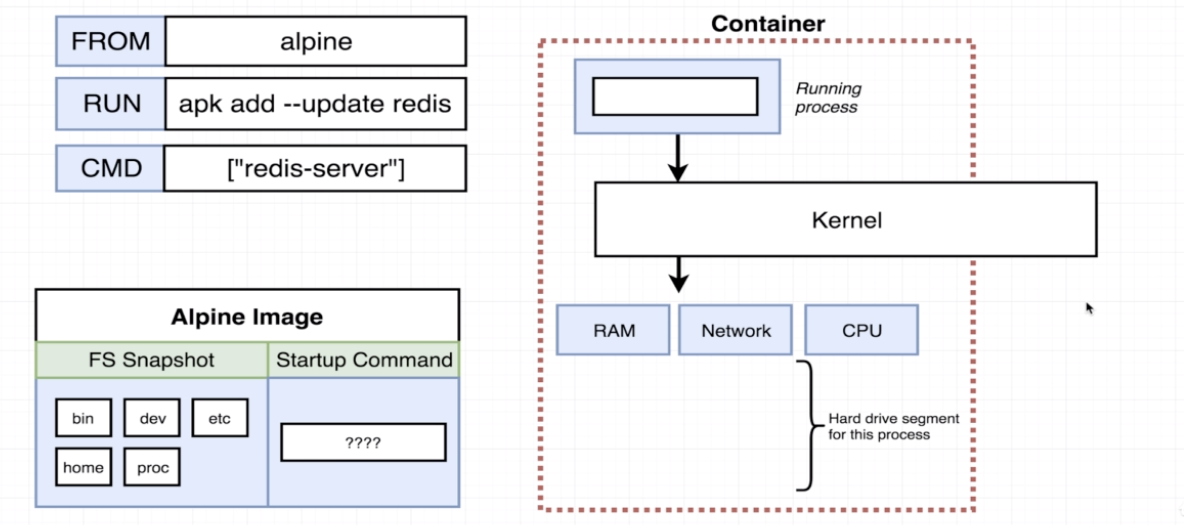 FROM alpine
RUN apk add --update redis
CMD ["redis-server"]
Alpine Image
FS Snapshot Startup Command
bin dev etc
home proc
????
Container
Running
process
Kernel
RAM Network CPU
Hard drive segment
for this process